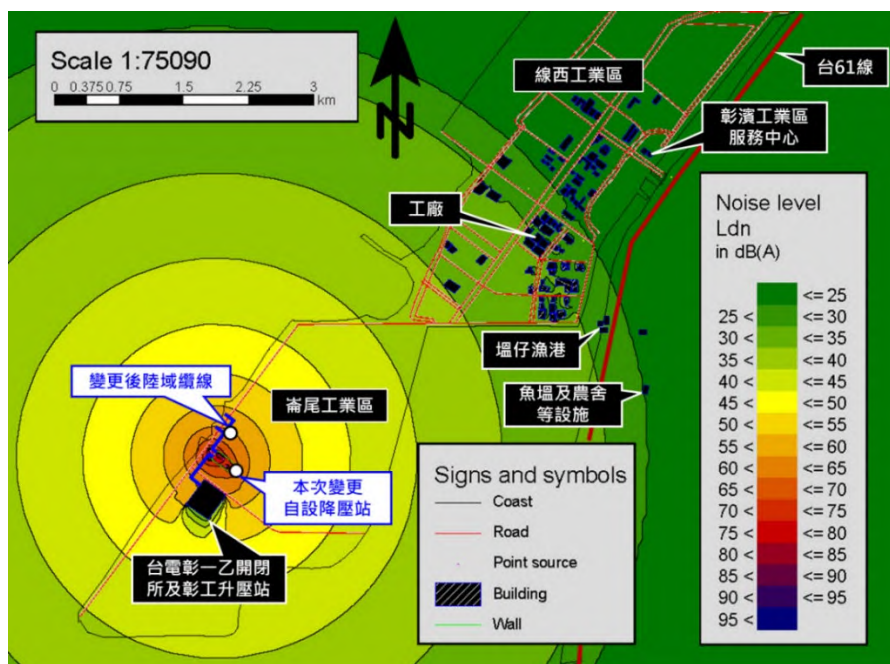 Scale 1:75090
0 0.375 0.75 1.5 2.25 3
km
N
線西工業區
台61線
彰濱工業區
服務中心
工廠
塭仔漁港
魚塭及農舍
等設施
變更後陸域纜線
崙尾工業區
本次變更
自設降壓站
台電彰一乙開閉
所及彰工升壓站
Signs and symbols
Coast
Road
Point source
Building
Wall
Noise level
Ldn
in dB(A)
<= 25
25 < <= 30
30 < <= 35
35 < <= 40
40 < <= 45
45 < <= 50
50 < <= 55
55 < <= 60
60 < <= 65
65 < <= 70
70 < <= 75
75 < <= 80
80 < <= 85
85 < <= 90
90 < <= 95
95 <